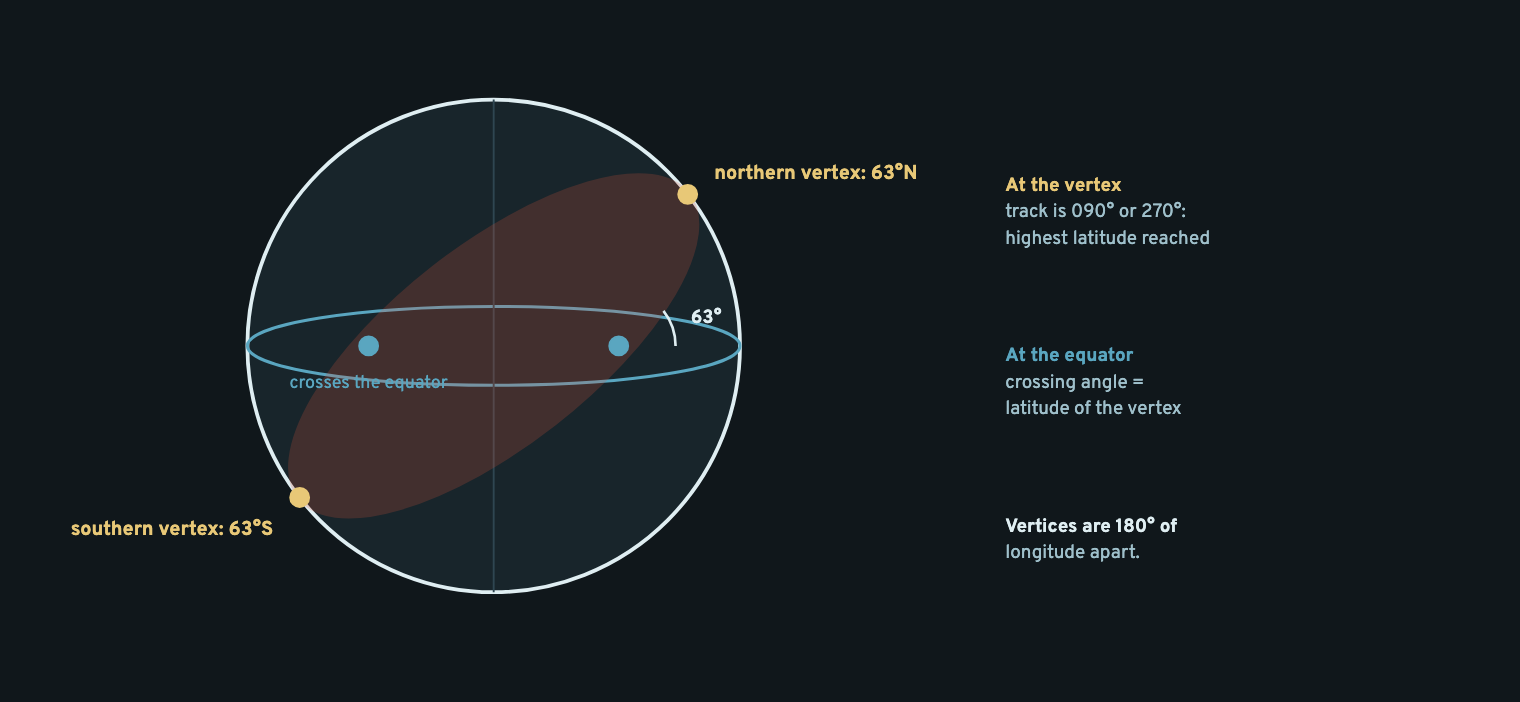 northern vertex: 63°N
63°
crosses the equator
southern vertex: 63°S
At the vertex
track is 090° or 270°:
highest latitude reached
At the equator
crossing angle =
latitude of the vertex
Vertices are 180° of
longitude apart.